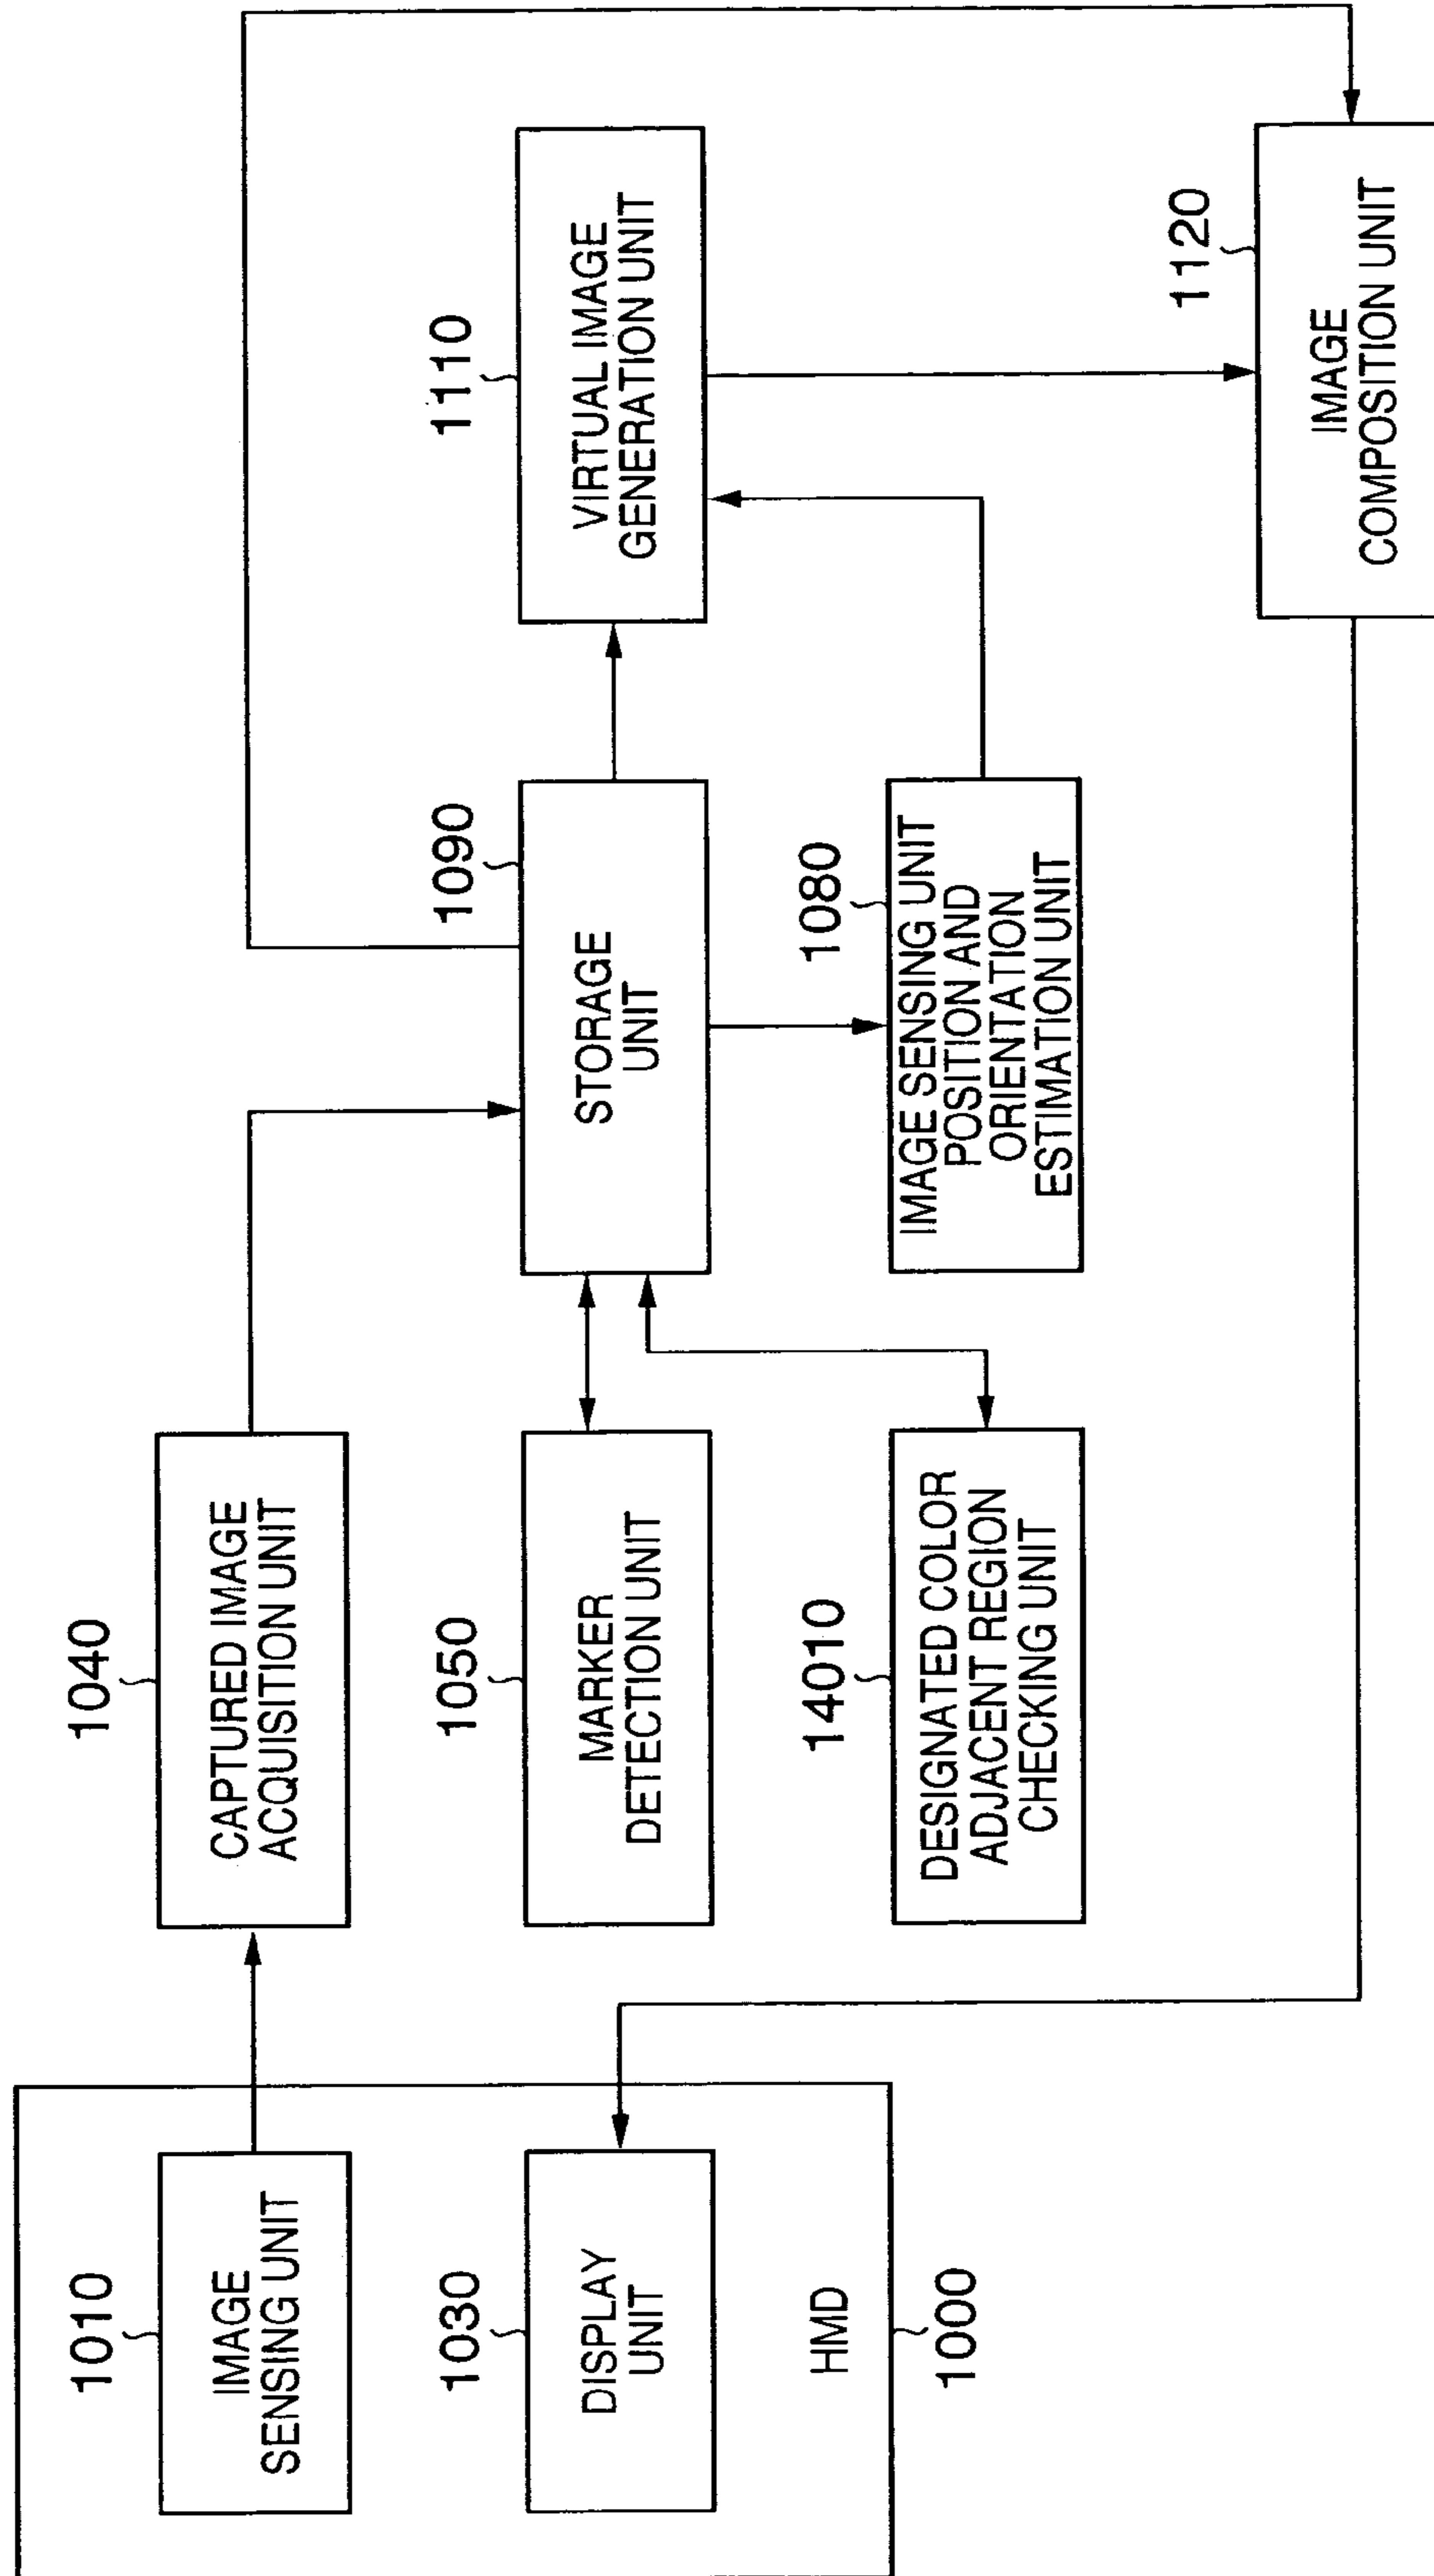 1010
IMAGE
SENSING UNIT
1030
DISPLAY
UNIT
HMD
1000
1040
CAPTURED IMAGE
ACQUISITION UNIT
1050
MARKER
DETECTION UNIT
14010
DESIGNATED COLOR
ADJACENT REGION
CHECKING UNIT
1090
STORAGE
UNIT
1080
IMAGE SENSING UNIT
POSITION AND
ORIENTATION
ESTIMATION UNIT
1110
VIRTUAL IMAGE
GENERATION UNIT
1120
IMAGE
COMPOSITION UNIT